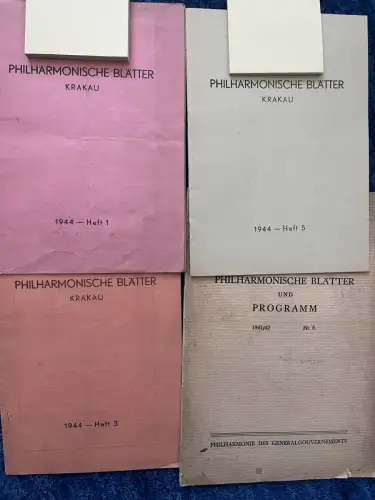 PHILHARMONISCHE BLÄTTER
KRAKAU
1944 — Heft 1
PHILHARMONISCHE BLÄTTER
KRAKAU
1944 — Heft 5
PHILHARMONISCHE BLÄTTER
KRAKAU
1944 — Heft 3
PHILHARMONISCHE BLÄTTER
UND
PROGRAMM
1941/42 Nr.
PHILHARMONIE DES GENERALGOUVERNEMENTS